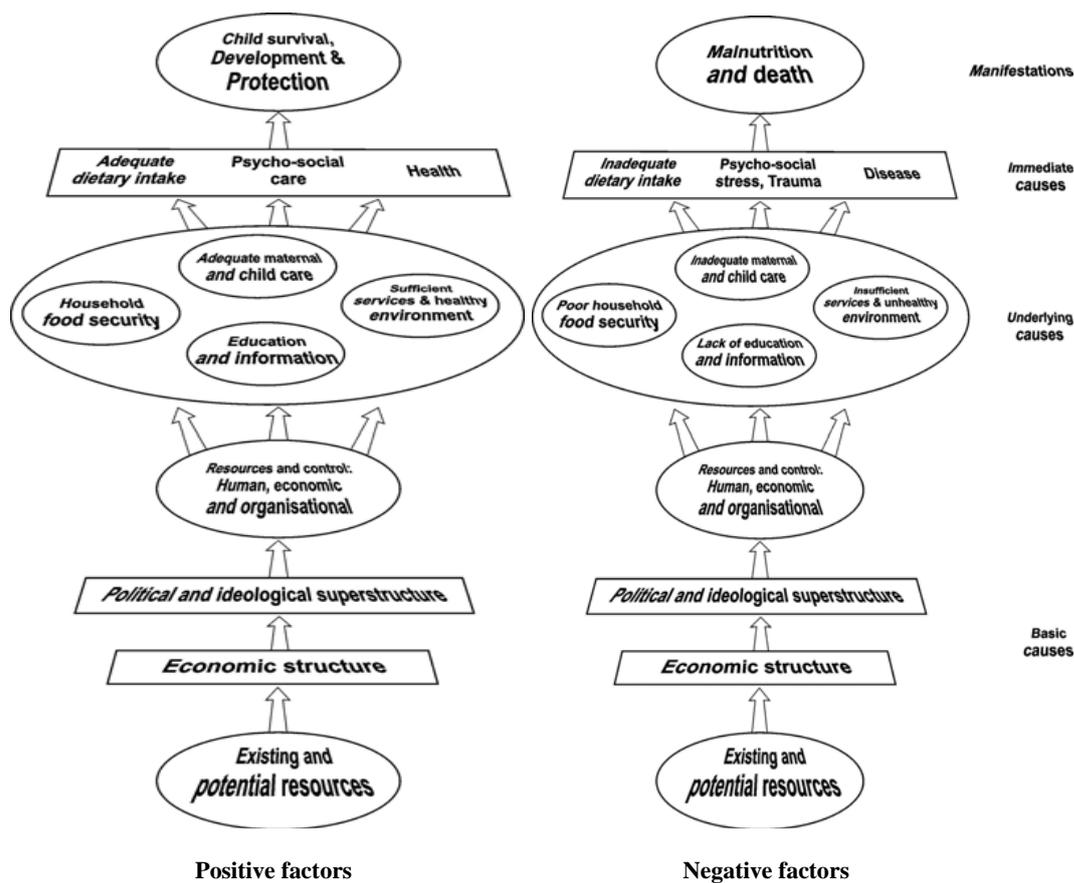 Child survival,
Development &
Protection
Adequate
dietary intake
Psycho-social
care
Health
Adequate maternal
and child care
Household
food security
Sufficient
services & healthy
environment
Education
and information
Resources and control:
Human, economic
and organisational
Political and ideological superstructure
Economic structure
Existing and
potential resources
Positive factors
Malnutrition
and death
Inadequate
dietary intake
Psycho-social
stress, Trauma
Disease
Inadequate maternal
and child care
Poor household
food security
Insufficient
services & unhealthy
environment
Lack of education
and information
Resources and control:
Human, economic
and organisational
Political and ideological superstructure
Economic structure
Existing and
potential resources
Negative factors
Manifestations
Immediate
causes
Underlying
causes
Basic
causes